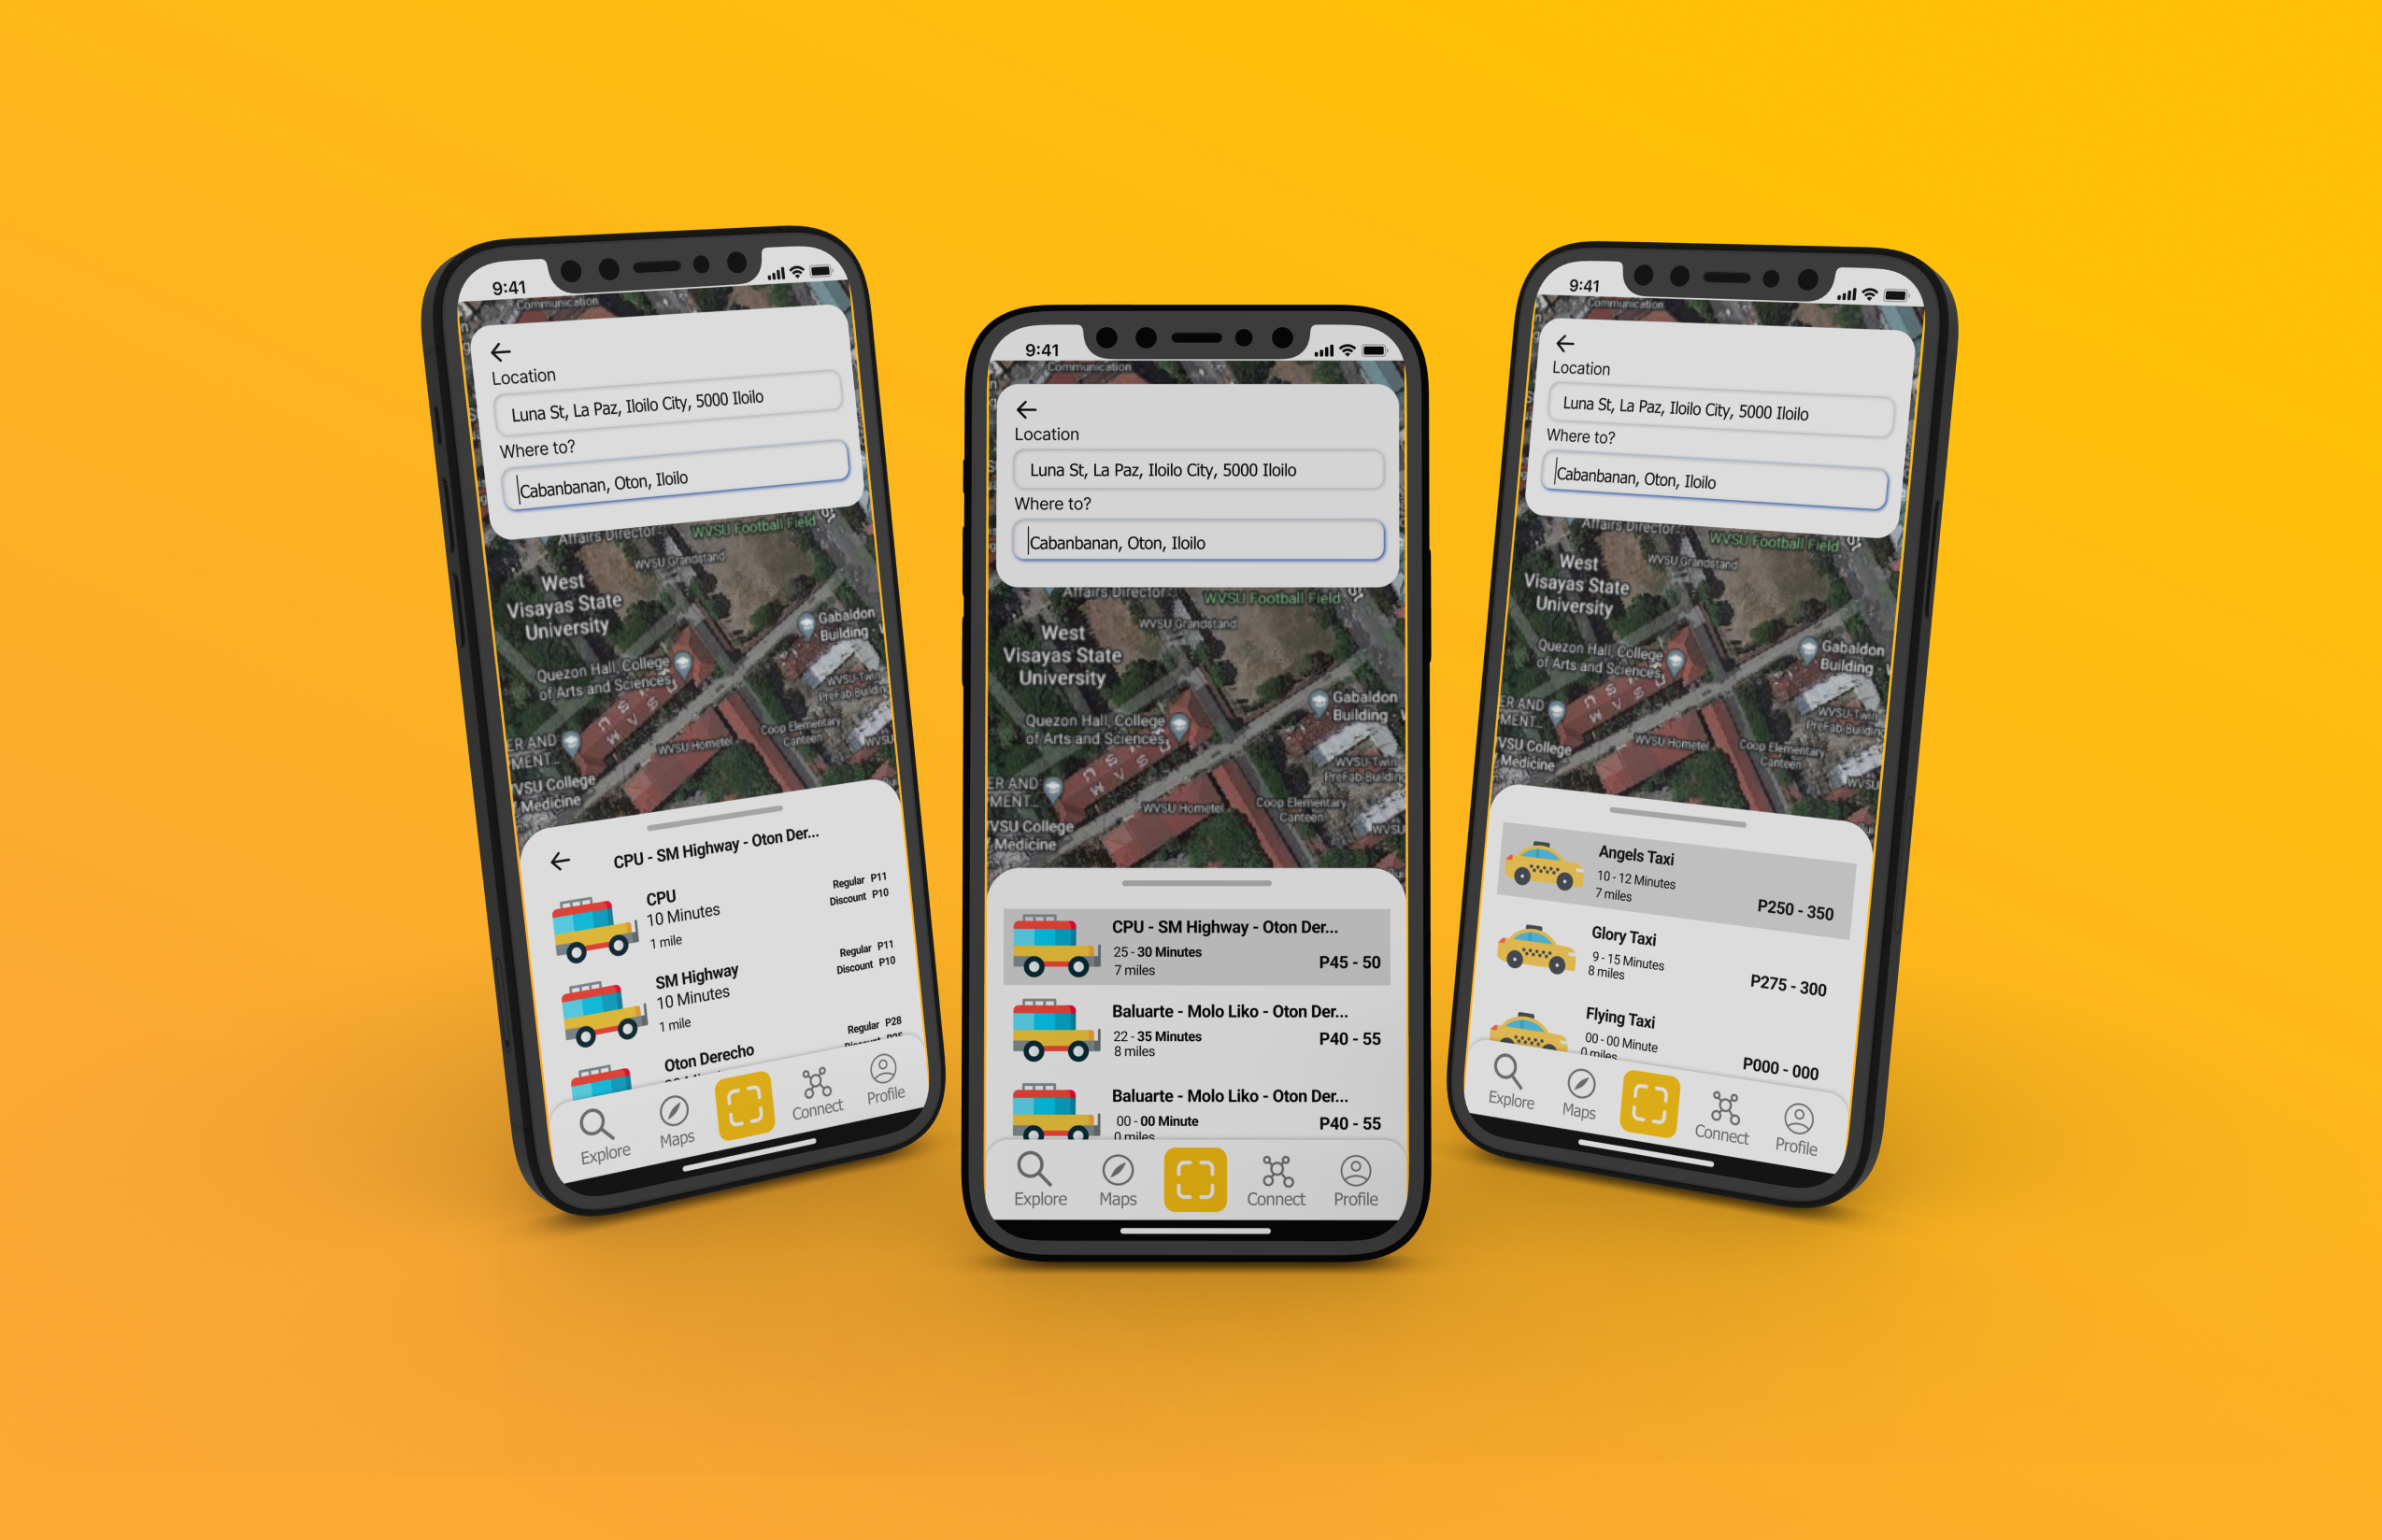 9:41
Communication
Location
Luna St, La Paz, Iloilo City, 5000 Iloilo
Where to?
Cabanbanan, Oton, Iloilo
Affairs Director
WVSU Football Field
WVSU Grandstand
West
Visayas State
University
Gabaldon
Building -
Quezon Hall, College
of Arts and Sciences
WVSU-Twin
PreFab Building
ER AND
MENT...
WVSU Hometel
Coop Elementary
Canteen
WVSU
VSU College
Medicine
CPU - SM Highway - Oton Der...
CPU
10 Minutes
1 mile
Regular P11
Discount P10
SM Highway
10 Minutes
1 mile
Regular P11
Discount P10
Oton Derecho
Regular P28
Explore
Maps
Connect
Profile
9:41
Communication
Location
Luna St, La Paz, Iloilo City, 5000 Iloilo
Where to?
Cabanbanan, Oton, Iloilo
Affairs Director
WVSU Football Field
WVSU Grandstand
West
Visayas State
University
Gabaldon
Building -
Quezon Hall, College
of Arts and Sciences
WVSU-Twin
PreFab Building
ER AND
MENT...
WVSU Hometel
Coop Elementary
Canteen
WVSU
VSU College
Medicine
CPU - SM Highway - Oton Der...
25 - 30 Minutes
7 miles
P45 - 50
Baluarte - Molo Liko - Oton Der...
22 - 35 Minutes
8 miles
P40 - 55
Baluarte - Molo Liko - Oton Der...
00 - 00 Minute
0 miles
P40 - 55
Explore
Maps
Connect
Profile
9:41
Communication
Location
Luna St, La Paz, Iloilo City, 5000 Iloilo
Where to?
Cabanbanan, Oton, Iloilo
Affairs Director
WVSU Football Field
WVSU Grandstand
West
Visayas State
University
Quezon Hall, College
of Arts and Sciences
Gabaldon
Building -
WVSU-Twin
PreFab Building
ER AND
MENT...
WVSU Hometel
Coop Elementary
Canteen
WVSU
VSU College
Medicine
Angels Taxi
10 - 12 Minutes
7 miles
P250 - 350
Glory Taxi
9 - 15 Minutes
8 miles
P275 - 300
Flying Taxi
00 - 00 Minute
0 miles
P000 - 000
Explore
Maps
Connect
Profile